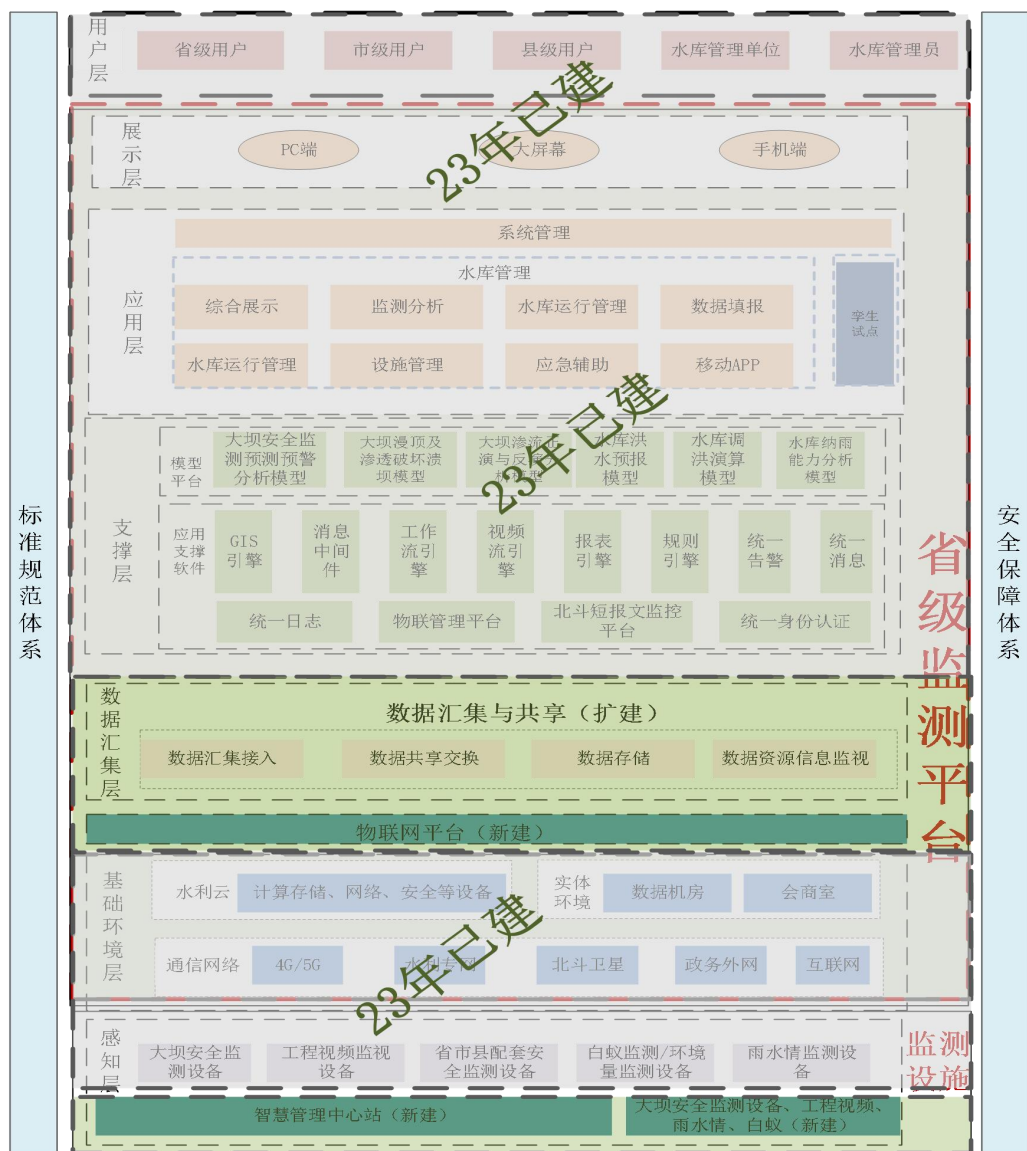 标准规范体系
用户层
省级用户
市级用户
县级用户
水库管理单位
水库管理员
23年已建
展示层
PC端
大屏幕
手机端
应用层
系统管理
水库管理
综合展示
监测分析
水库运行管理
数据填报
水库运行管理
设施管理
应急辅助
移动APP
孪生
试点
23年已建
支撑层
模型
平台
大坝安全监
测预测预警
分析模型
大坝漫顶及
渗透破坏溃
坝模型
大坝渗流正
演与反演分
析模型
水库洪
水预报
模型
水库调
洪演算
模型
水库纳雨
能力分析
模型
应用
支撑
软件
GIS
引擎
消息
中间
件
工作
流引
擎
视频
流引
擎
报表
引擎
规则
引擎
统一
告警
统一
消息
统一日志
物联管理平台
北斗短报文监控
平台
统一身份认证
省级监测平台
数据汇集层
数据汇集与共享（扩建）
数据汇集接入
数据共享交换
数据存储
数据资源信息监视
物联网平台（新建）
基础环境层
水利云
计算存储、网络、安全等设备
实体
环境
数据机房
会商室
23年已建
通信网络
4G/5G
水利专网
北斗卫星
政务外网
互联网
感知层
大坝安全监
测设备
工程视频监视
设备
省市县配套安
全监测设备
白蚁监测/环境
量监测设备
雨水情监测设
备
监测
设施
智慧管理中心站（新建）
大坝安全监测设备、工程视频、
雨水情、白蚁（新建）
安全保障体系